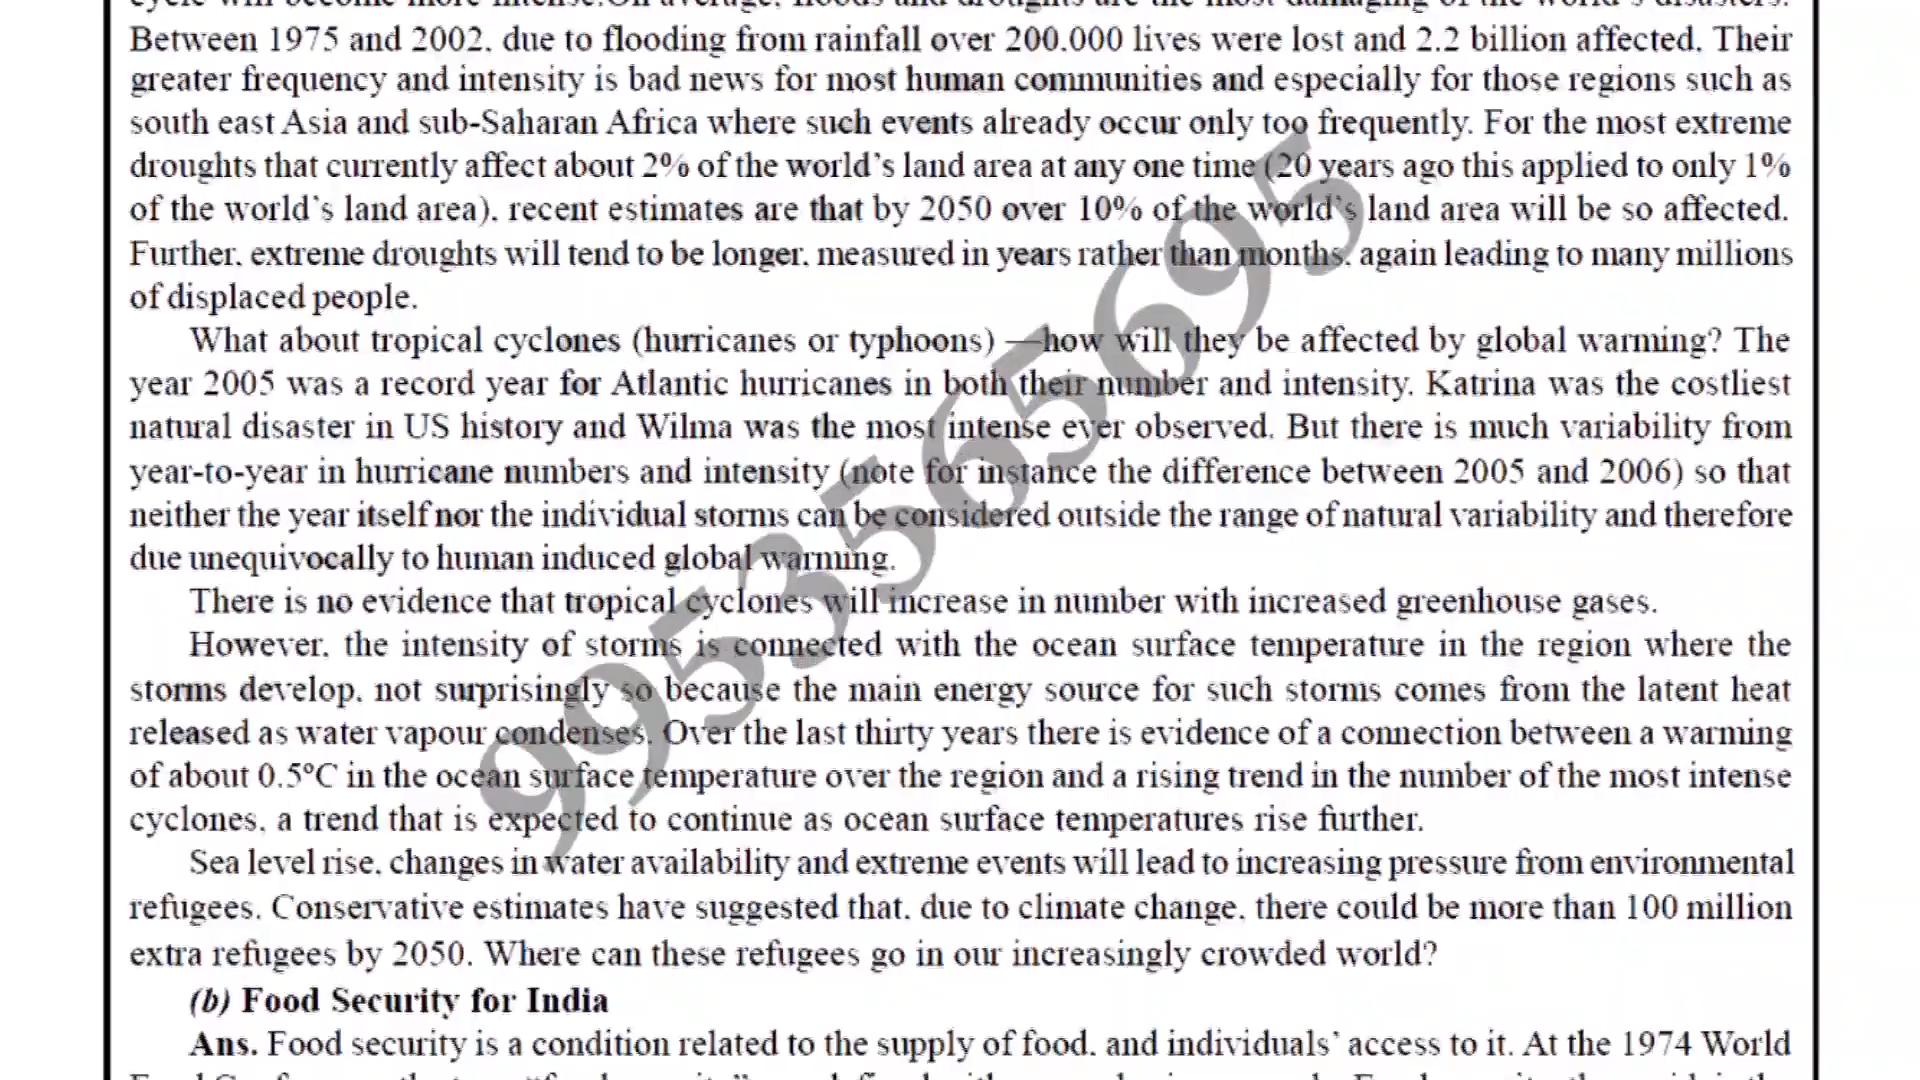 cycle will become more intense.On average, floods and droughts are the most damaging of the world's disasters.
Between 1975 and 2002, due to flooding from rainfall over 200,000 lives were lost and 2.2 billion affected. Their
greater frequency and intensity is bad news for most human communities and especially for those regions such as
south east Asia and sub-Saharan Africa where such events already occur only too frequently. For the most extreme
droughts that currently affect about 2% of the world's land area at any one time (20 years ago this applied to only 1%
of the world's land area), recent estimates are that by 2050 over 10% of the world's land area will be so affected.
Further, extreme droughts will tend to be longer, measured in years rather than months, again leading to many millions
of displaced people.
What about tropical cyclones (hurricanes or typhoons) —how will they be affected by global warming? The
year 2005 was a record year for Atlantic hurricanes in both their number and intensity. Katrina was the costliest
natural disaster in US history and Wilma was the most intense ever observed. But there is much variability from
year-to-year in hurricane numbers and intensity (note for instance the difference between 2005 and 2006) so that
neither the year itself nor the individual storms can be considered outside the range of natural variability and therefore
due unequivocally to human induced global warming.
There is no evidence that tropical cyclones will increase in number with increased greenhouse gases.
However, the intensity of storms is connected with the ocean surface temperature in the region where the
storms develop, not surprisingly so because the main energy source for such storms comes from the latent heat
released as water vapour condenses. Over the last thirty years there is evidence of a connection between a warming
of about 0.5°C in the ocean surface temperature over the region and a rising trend in the number of the most intense
cyclones, a trend that is expected to continue as ocean surface temperatures rise further.
Sea level rise, changes in water availability and extreme events will lead to increasing pressure from environmental
refugees. Conservative estimates have suggested that, due to climate change, there could be more than 100 million
extra refugees by 2050. Where can these refugees go in our increasingly crowded world?
(b) Food Security for India
Ans. Food security is a condition related to the supply of food, and individuals' access to it. At the 1974 World
9953565695